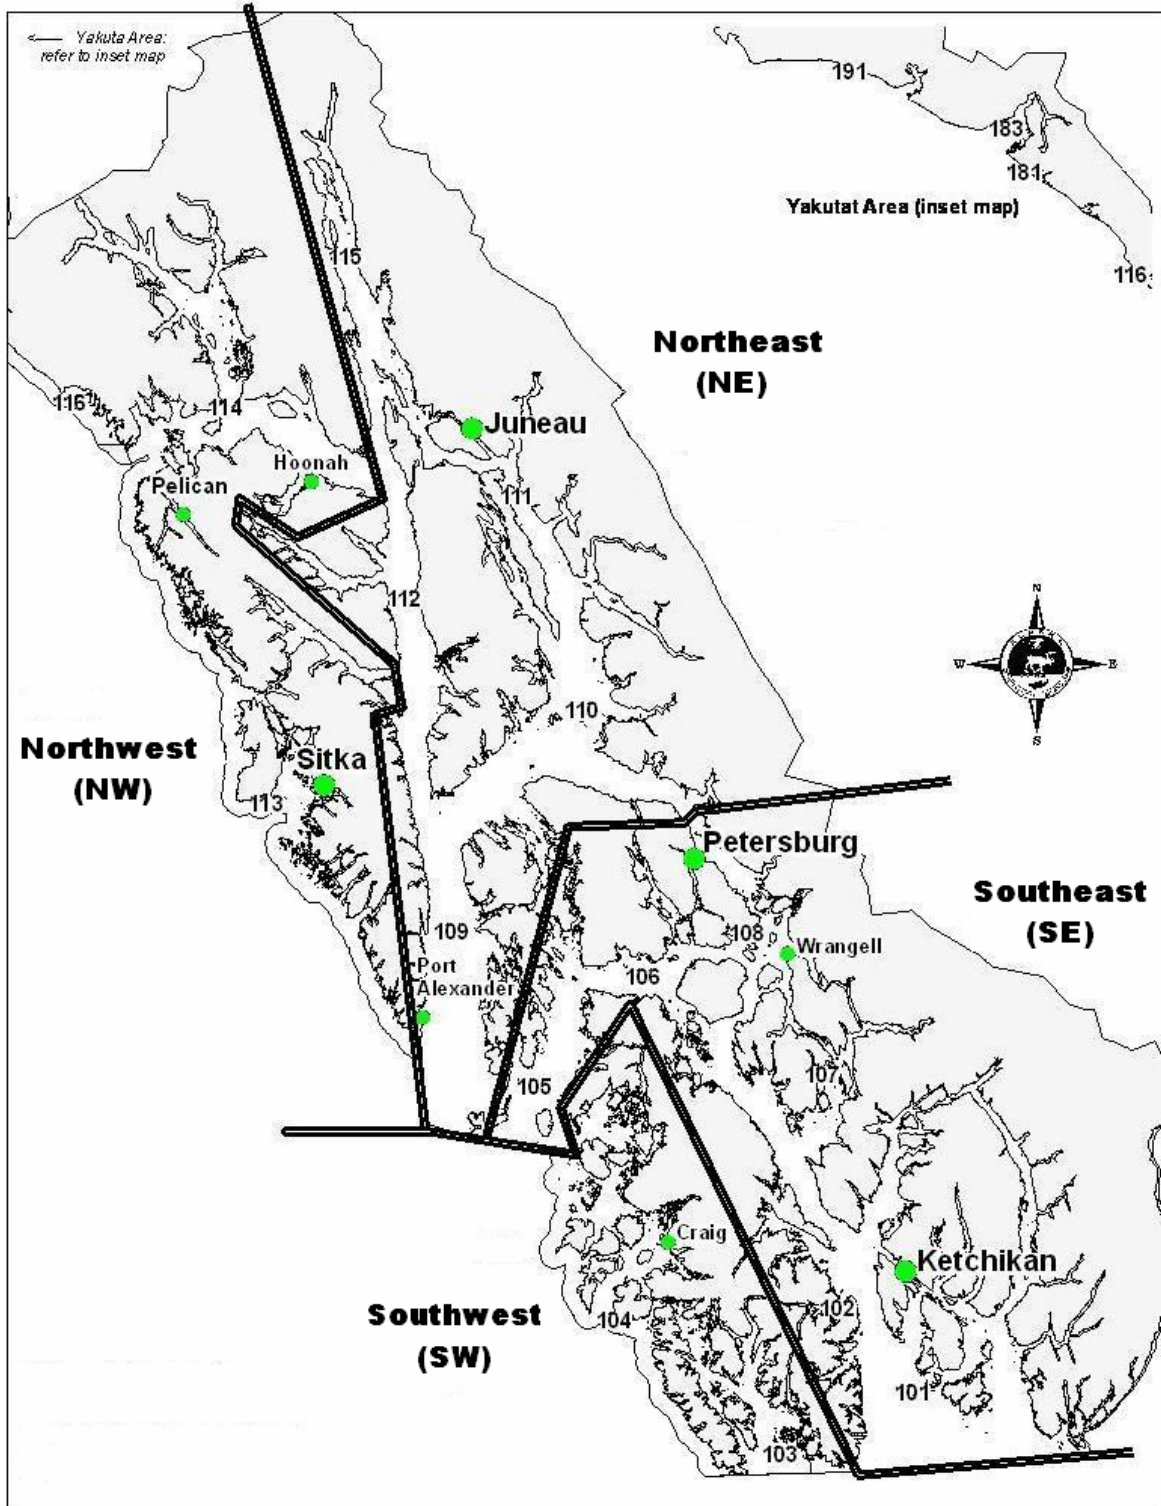 Yakuta Area:
refer to inset map
191
183
181
Yakutat Area (inset map)
116
115
Northeast
(NE)
116
114
Juneau
Hoonah
Pelican
111
112
N
W
E
S
110
Northwest
(NW)
Sitka
113
Petersburg
Southeast
(SE)
109
108
Wrangell
Port
Alexander
106
105
107
Craig
Ketchikan
Southwest
(SW)
104
102
101
103